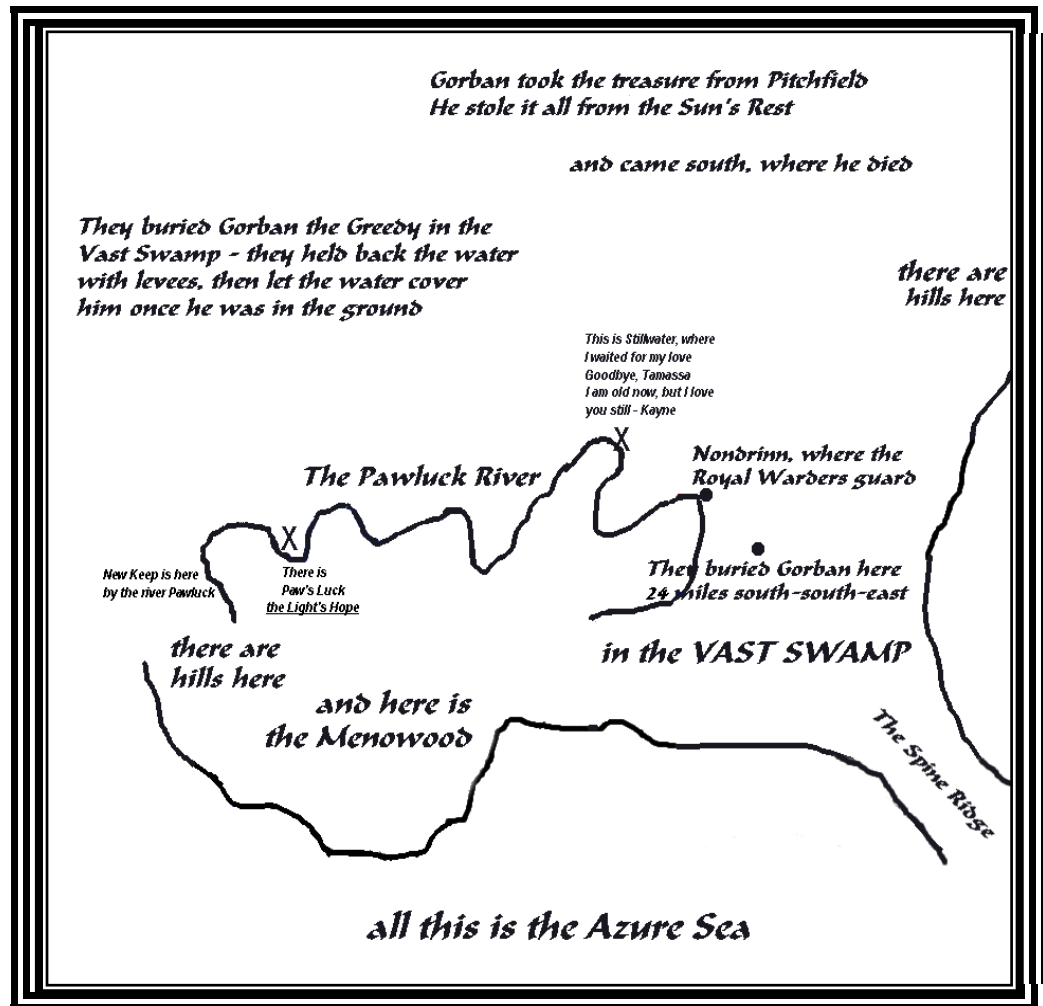 Gorban took the treasure from Pitchfield
He stole it all from the Sun's Rest
and came south, where he died
They buried Gorban the Greedy in the
Vast Swamp - they held back the water
with levees, then let the water cover
him once he was in the ground
there are
hills here
This is Stillwater, where
I waited for my love
Goodbye, Tamassa
I am old now, but I love
you still - Kayne
X
Nondrinn, where the
Royal Warders guard
The Pawluck River
X
New Keep is here
by the river Pawluck
There is
Paw's Luck
the Light's Hope
They buried Gorban here
24 miles south-south-east
in the VAST SWAMP
there are
hills here
and here is
the Menowood
The Spine Ridge
all this is the Azure Sea